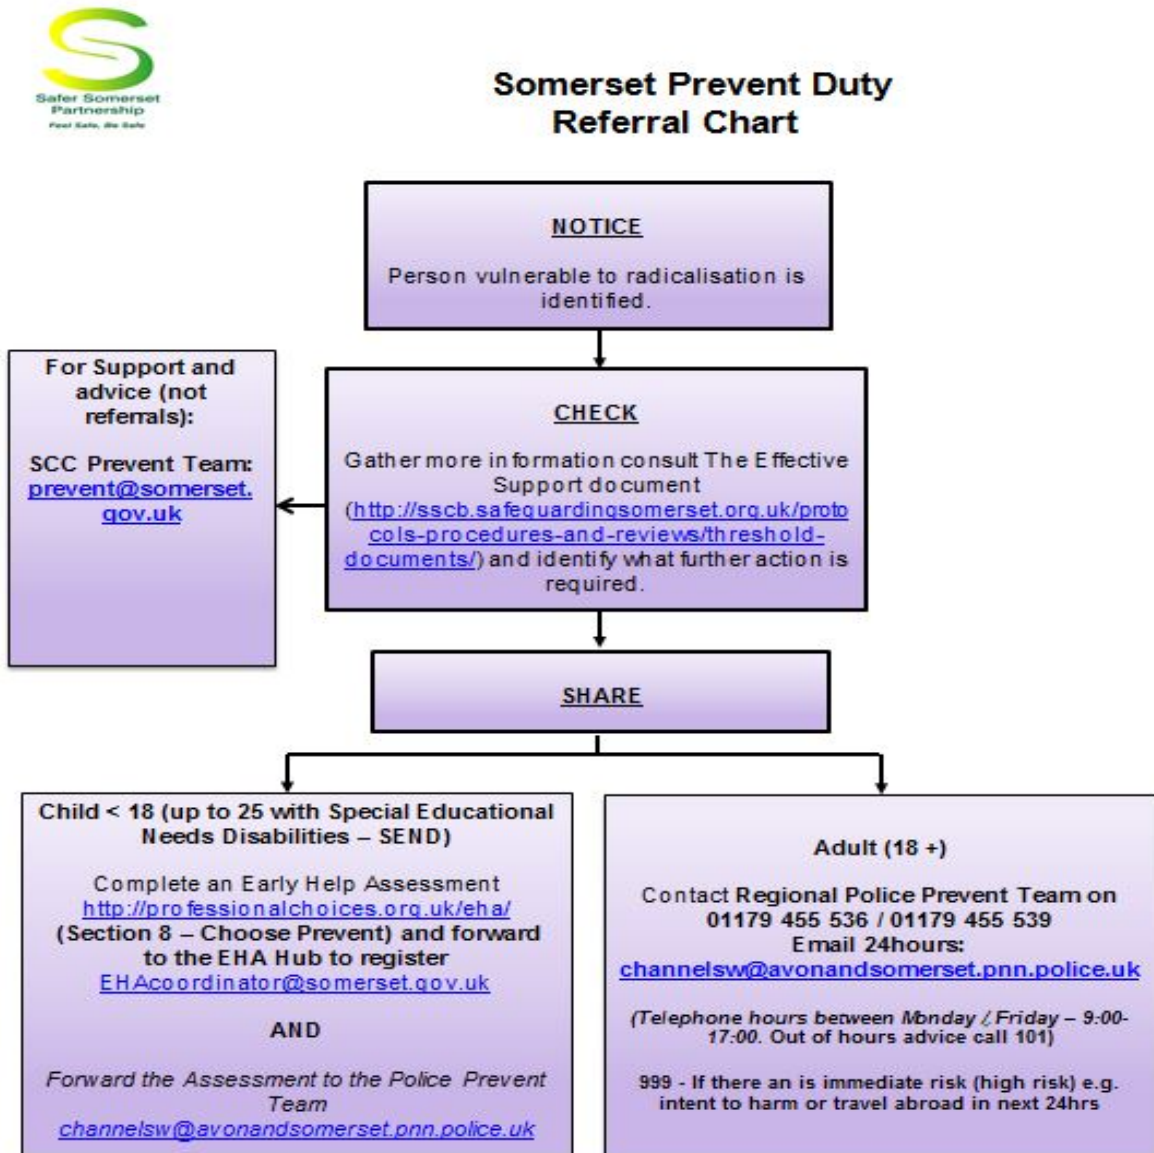 Safer Somerset
Partnership
Feel Safe, Be Safe
Somerset Prevent Duty
Referral Chart
NOTICE
Person vulnerable to radicalisation is
identified.
For Support and
advice (not
referrals):
SCC Prevent Team:
prevent@somerset.
gov.uk
CHECK
Gather more information consult The Effective
Support document
(http://sscb.safeguardingsomerset.org.uk/proto
cols-procedures-and-reviews/threshold-
documents/) and identify what further action is
required.
SHARE
Child < 18 (up to 25 with Special Educational
Needs Disabilities – SEND)
Complete an Early Help Assessment
http://professionalchoices.org.uk/eha/
(Section 8 – Choose Prevent) and forward
to the EHA Hub to register
EHAcoordinator@somerset.gov.uk
AND
Forward the Assessment to the Police Prevent
Team
channelsw@avonandsomerset.pnn.police.uk
Adult (18 +)
Contact Regional Police Prevent Team on
01179 455 536 / 01179 455 539
Email 24hours:
channelsw@avonandsomerset.pnn.police.uk
(Telephone hours between Monday / Friday – 9:00-
17:00. Out of hours advice call 101)
999 - If there an is immediate risk (high risk) e.g.
intent to harm or travel abroad in next 24hrs